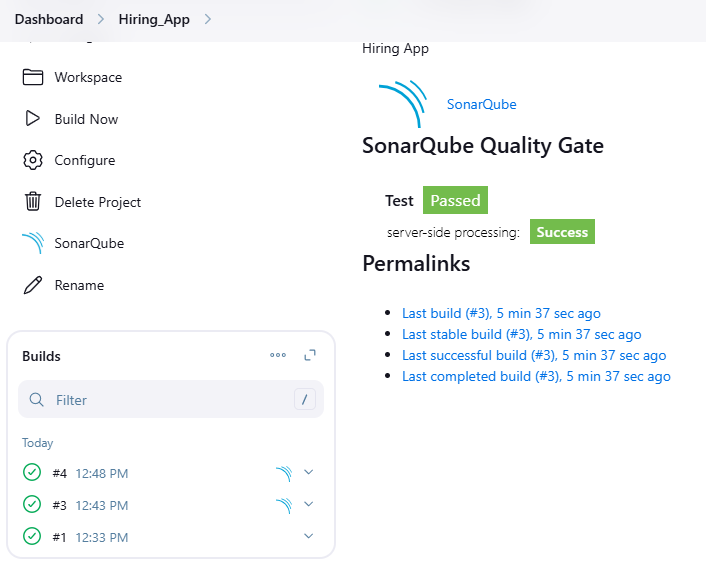 Dashboard > Hiring_App >
Workspace
Build Now
Configure
Delete Project
SonarQube
Rename
Builds
Filter /
Today
#4 12:48 PM
#3 12:43 PM
#1 12:33 PM
Hiring App
SonarQube
SonarQube Quality Gate
Test Passed
server-side processing: Success
Permalinks
• Last build (#3), 5 min 37 sec ago
• Last stable build (#3), 5 min 37 sec ago
• Last successful build (#3), 5 min 37 sec ago
• Last completed build (#3), 5 min 37 sec ago